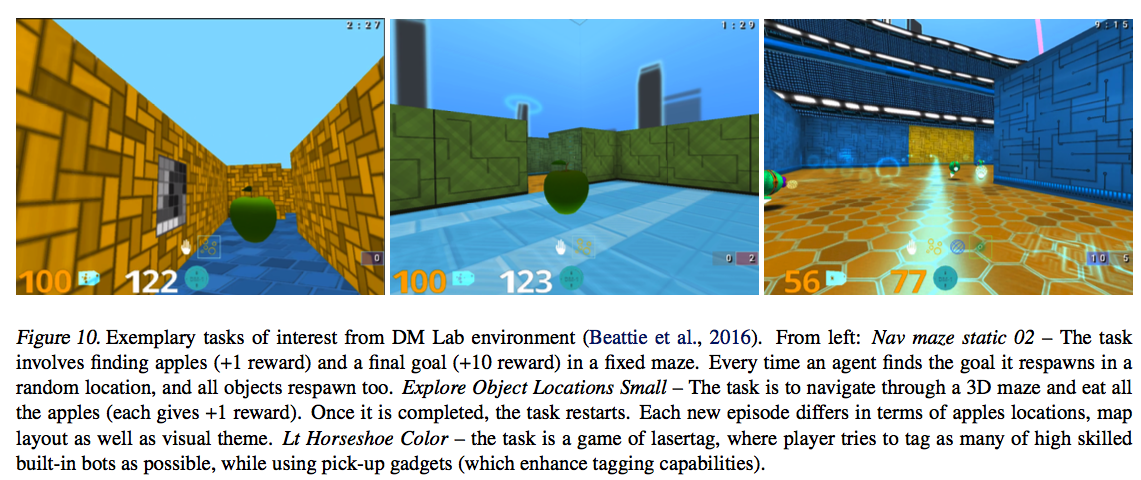 2:27
1:29
9:15
0
0 2
10 5
100 122
100 123
56 77
Figure 10. Exemplary tasks of interest from DM Lab environment (Beattie et al., 2016). From left: Nav maze static 02 – The task
involves finding apples (+1 reward) and a final goal (+10 reward) in a fixed maze. Every time an agent finds the goal it respawns in a
random location, and all objects respawn too. Explore Object Locations Small – The task is to navigate through a 3D maze and eat all
the apples (each gives +1 reward). Once it is completed, the task restarts. Each new episode differs in terms of apples locations, map
layout as well as visual theme. Lt Horseshoe Color – the task is a game of lasertag, where player tries to tag as many of high skilled
built-in bots as possible, while using pick-up gadgets (which enhance tagging capabilities).